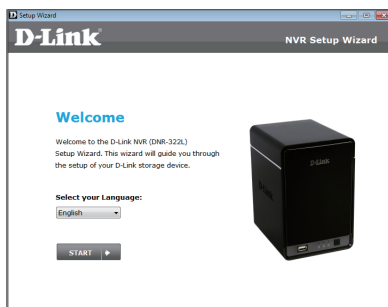 Setup Wizard
D-Link
NVR Setup Wizard
Welcome
Welcome to the D-Link NVR (DNR-322L)
Setup Wizard. This wizard will guide you through
the setup of your D-Link storage device.
Select your Language:
English
START
D-Link
D-Link